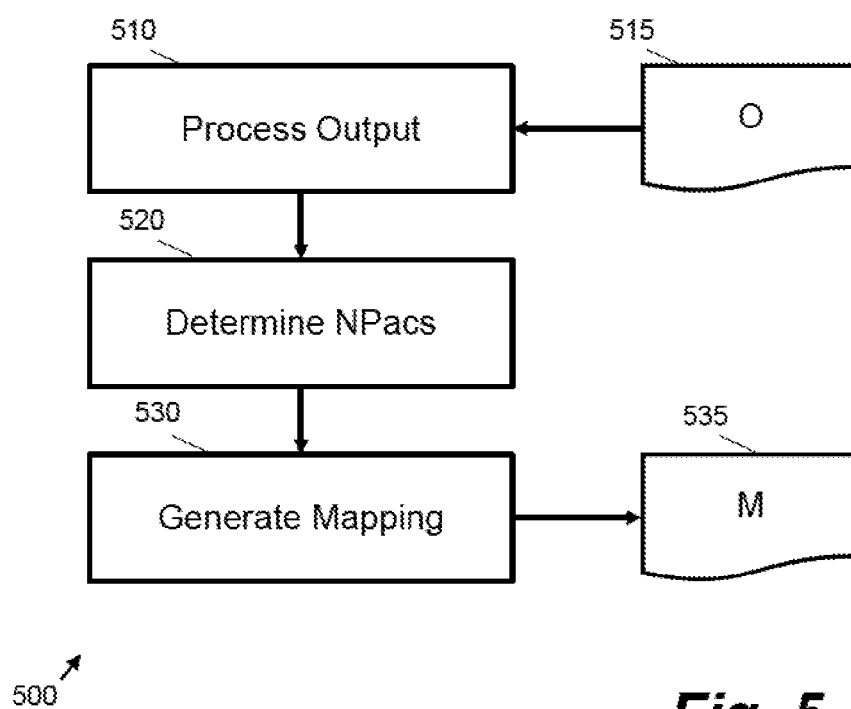 510
515
Process Output
O
520
Determine NPacs
530
535
Generate Mapping
M
500
Fig. 5